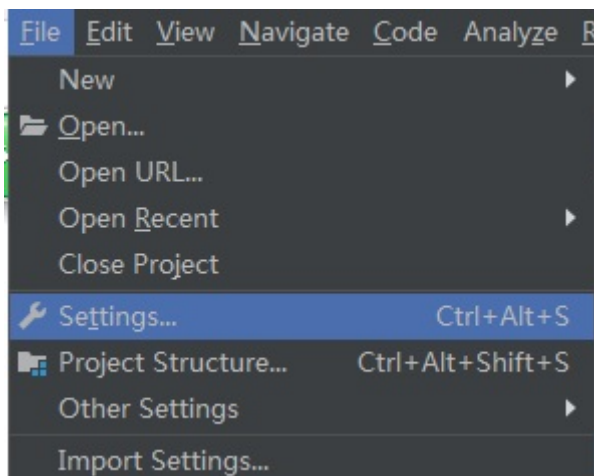 File Edit View Navigate Code Analyze R
New
Open...
Open URL...
Open Recent
Close Project
Settings... Ctrl+Alt+S
Project Structure... Ctrl+Alt+Shift+S
Other Settings
Import Settings...